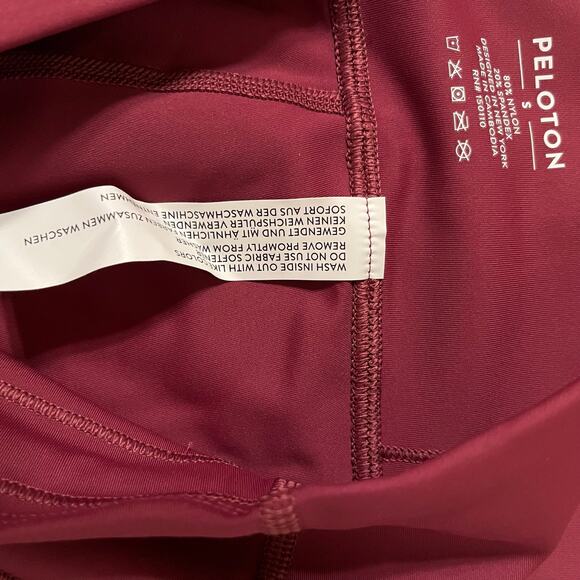 PELOTON
S
80% NYLON
20% SPANDEX
DESIGNED IN NEW YORK
MADE IN CAMBODIA
RN# 150110
WASH INSIDE OUT WITH LIKE COLORS
DO NOT USE FABRIC SOFTENER
REMOVE PROMPTLY FROM WASHER
GEWENDET ÄHNLICHEN MIT UND ZUSAMMEN WASCHEN
KEINEN WEICHSPULER VERWENDEN
SOFORT AUS DER WASCHMASCHINE ENTNEHMEN